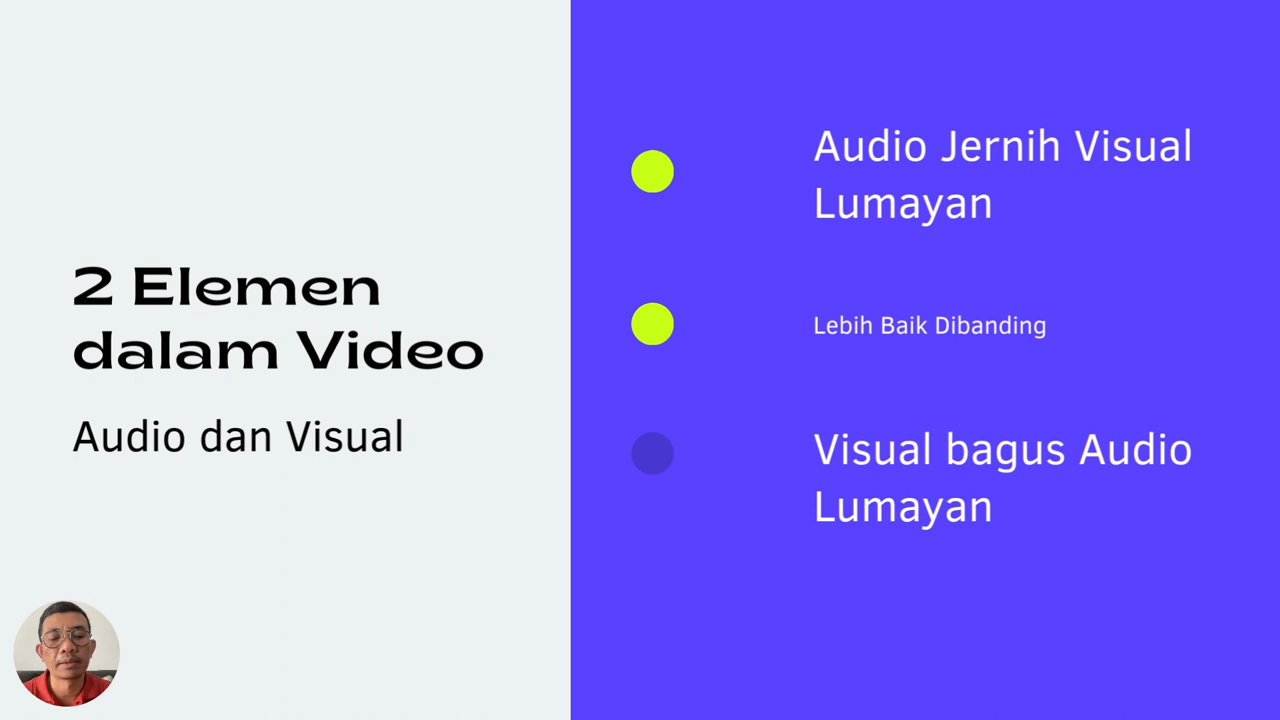 2 Elemen
dalam Video
Audio dan Visual
Audio Jernih Visual
Lumayan
Lebih Baik Dibanding
Visual bagus Audio
Lumayan